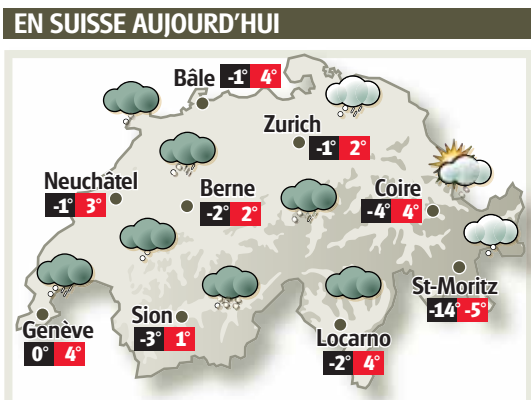 EN SUISSE AUJOURD'HUI
Bâle -1° 4°
Zurich
-1° 2°
Neuchâtel
-1° 3°
Berne
-2° 2°
Coire
-4° 4°
St-Moritz
-14° -5°
Genève
0° 4°
Sion
-3° 1°
Locarno
-2° 4°